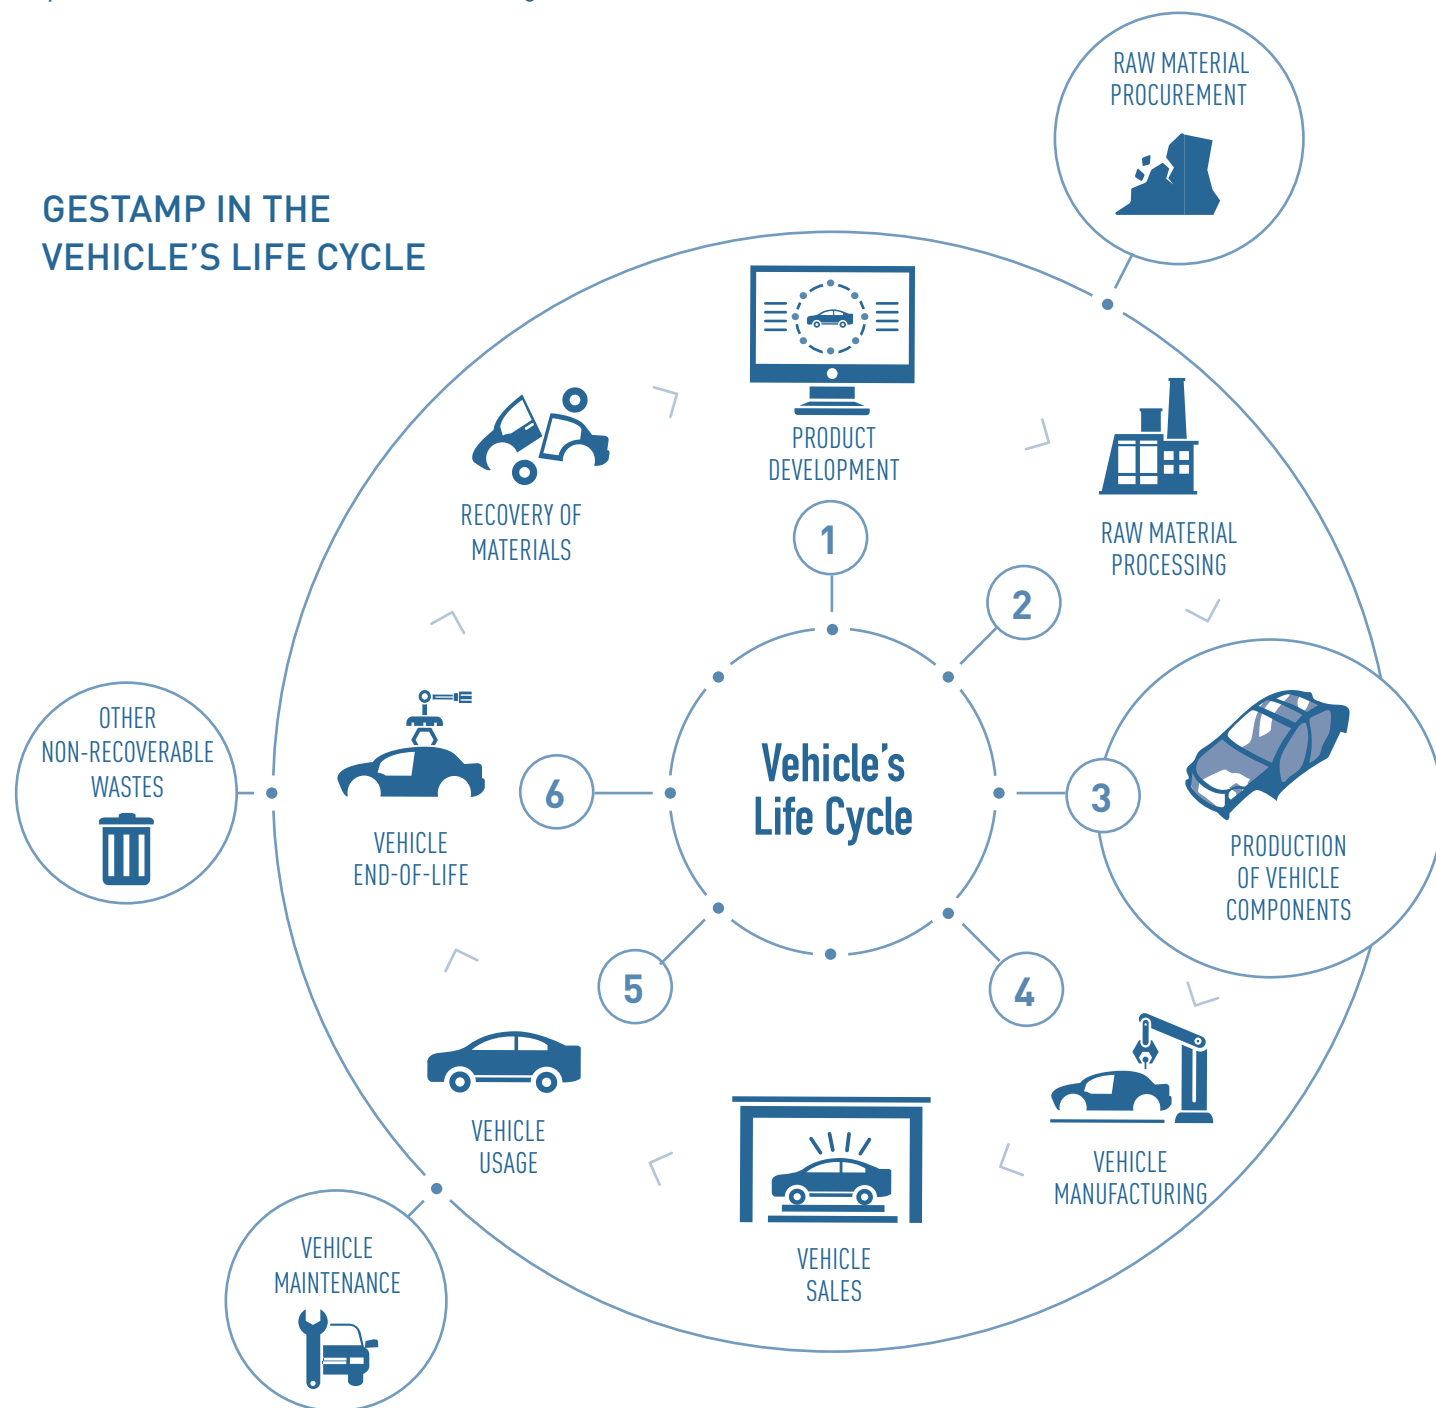 GESTAMP IN THE
VEHICLE'S LIFE CYCLE
RAW MATERIAL
PROCUREMENT
PRODUCT
DEVELOPMENT
1
RAW MATERIAL
PROCESSING
2
PRODUCTION
OF VEHICLE
COMPONENTS
3
VEHICLE
MANUFACTURING
4
VEHICLE
SALES
VEHICLE
USAGE
5
VEHICLE
MAINTENANCE
VEHICLE
END-OF-LIFE
6
OTHER
NON-RECOVERABLE
WASTES
RECOVERY OF
MATERIALS
Vehicle's
Life Cycle